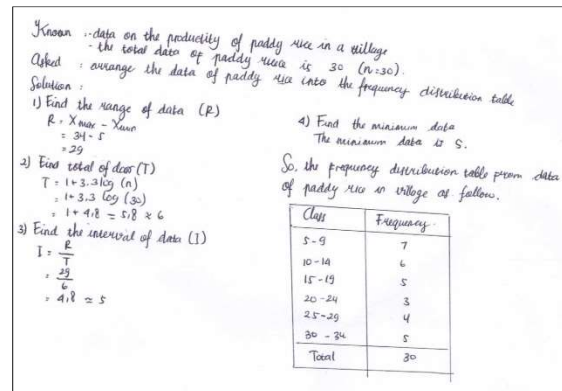 Known : - data on the productity of paddy rice in a village
- the total data of paddy rice is 30 (n=30).
Asked : arrange the data of paddy rice into the frequency distribution table
Solution :
1) Find the range of data (R)
R = Xmax - Xmin
= 34 - 5
= 29
2) Find total of data (T)
T = 1+3.3 log (n)
= 1+3.3 log (30)
= 1 + 4,8 = 5,8 ≈ 6
3) Find the interval of data (I)
I = R/T
= 29/6
= 4,8 ≃ 5
4) Find the minimum data
The minimum data is 5.
So, the frequency distribution table from data
of paddy rice in village as follow.
Class Frequency
5-9 7
10-14 6
15-19 5
20-24 3
25-29 4
30-34 5
Total 30